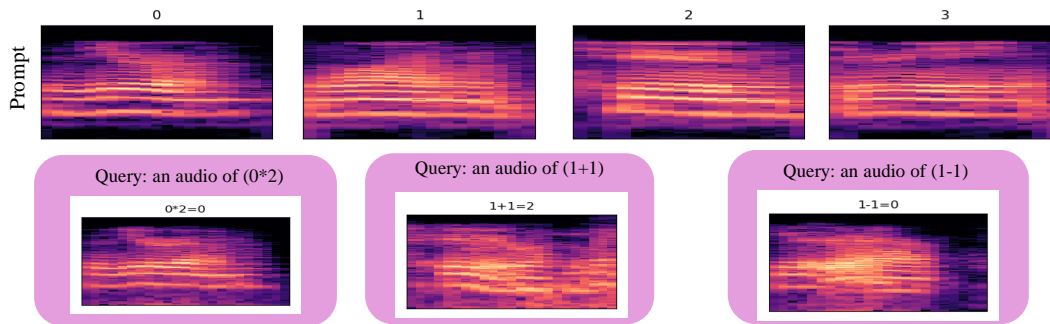 0 1 2 3
Prompt
Query: an audio of (0*2) Query: an audio of (1+1) Query: an audio of (1-1)
0*2=0 1+1=2 1-1=0